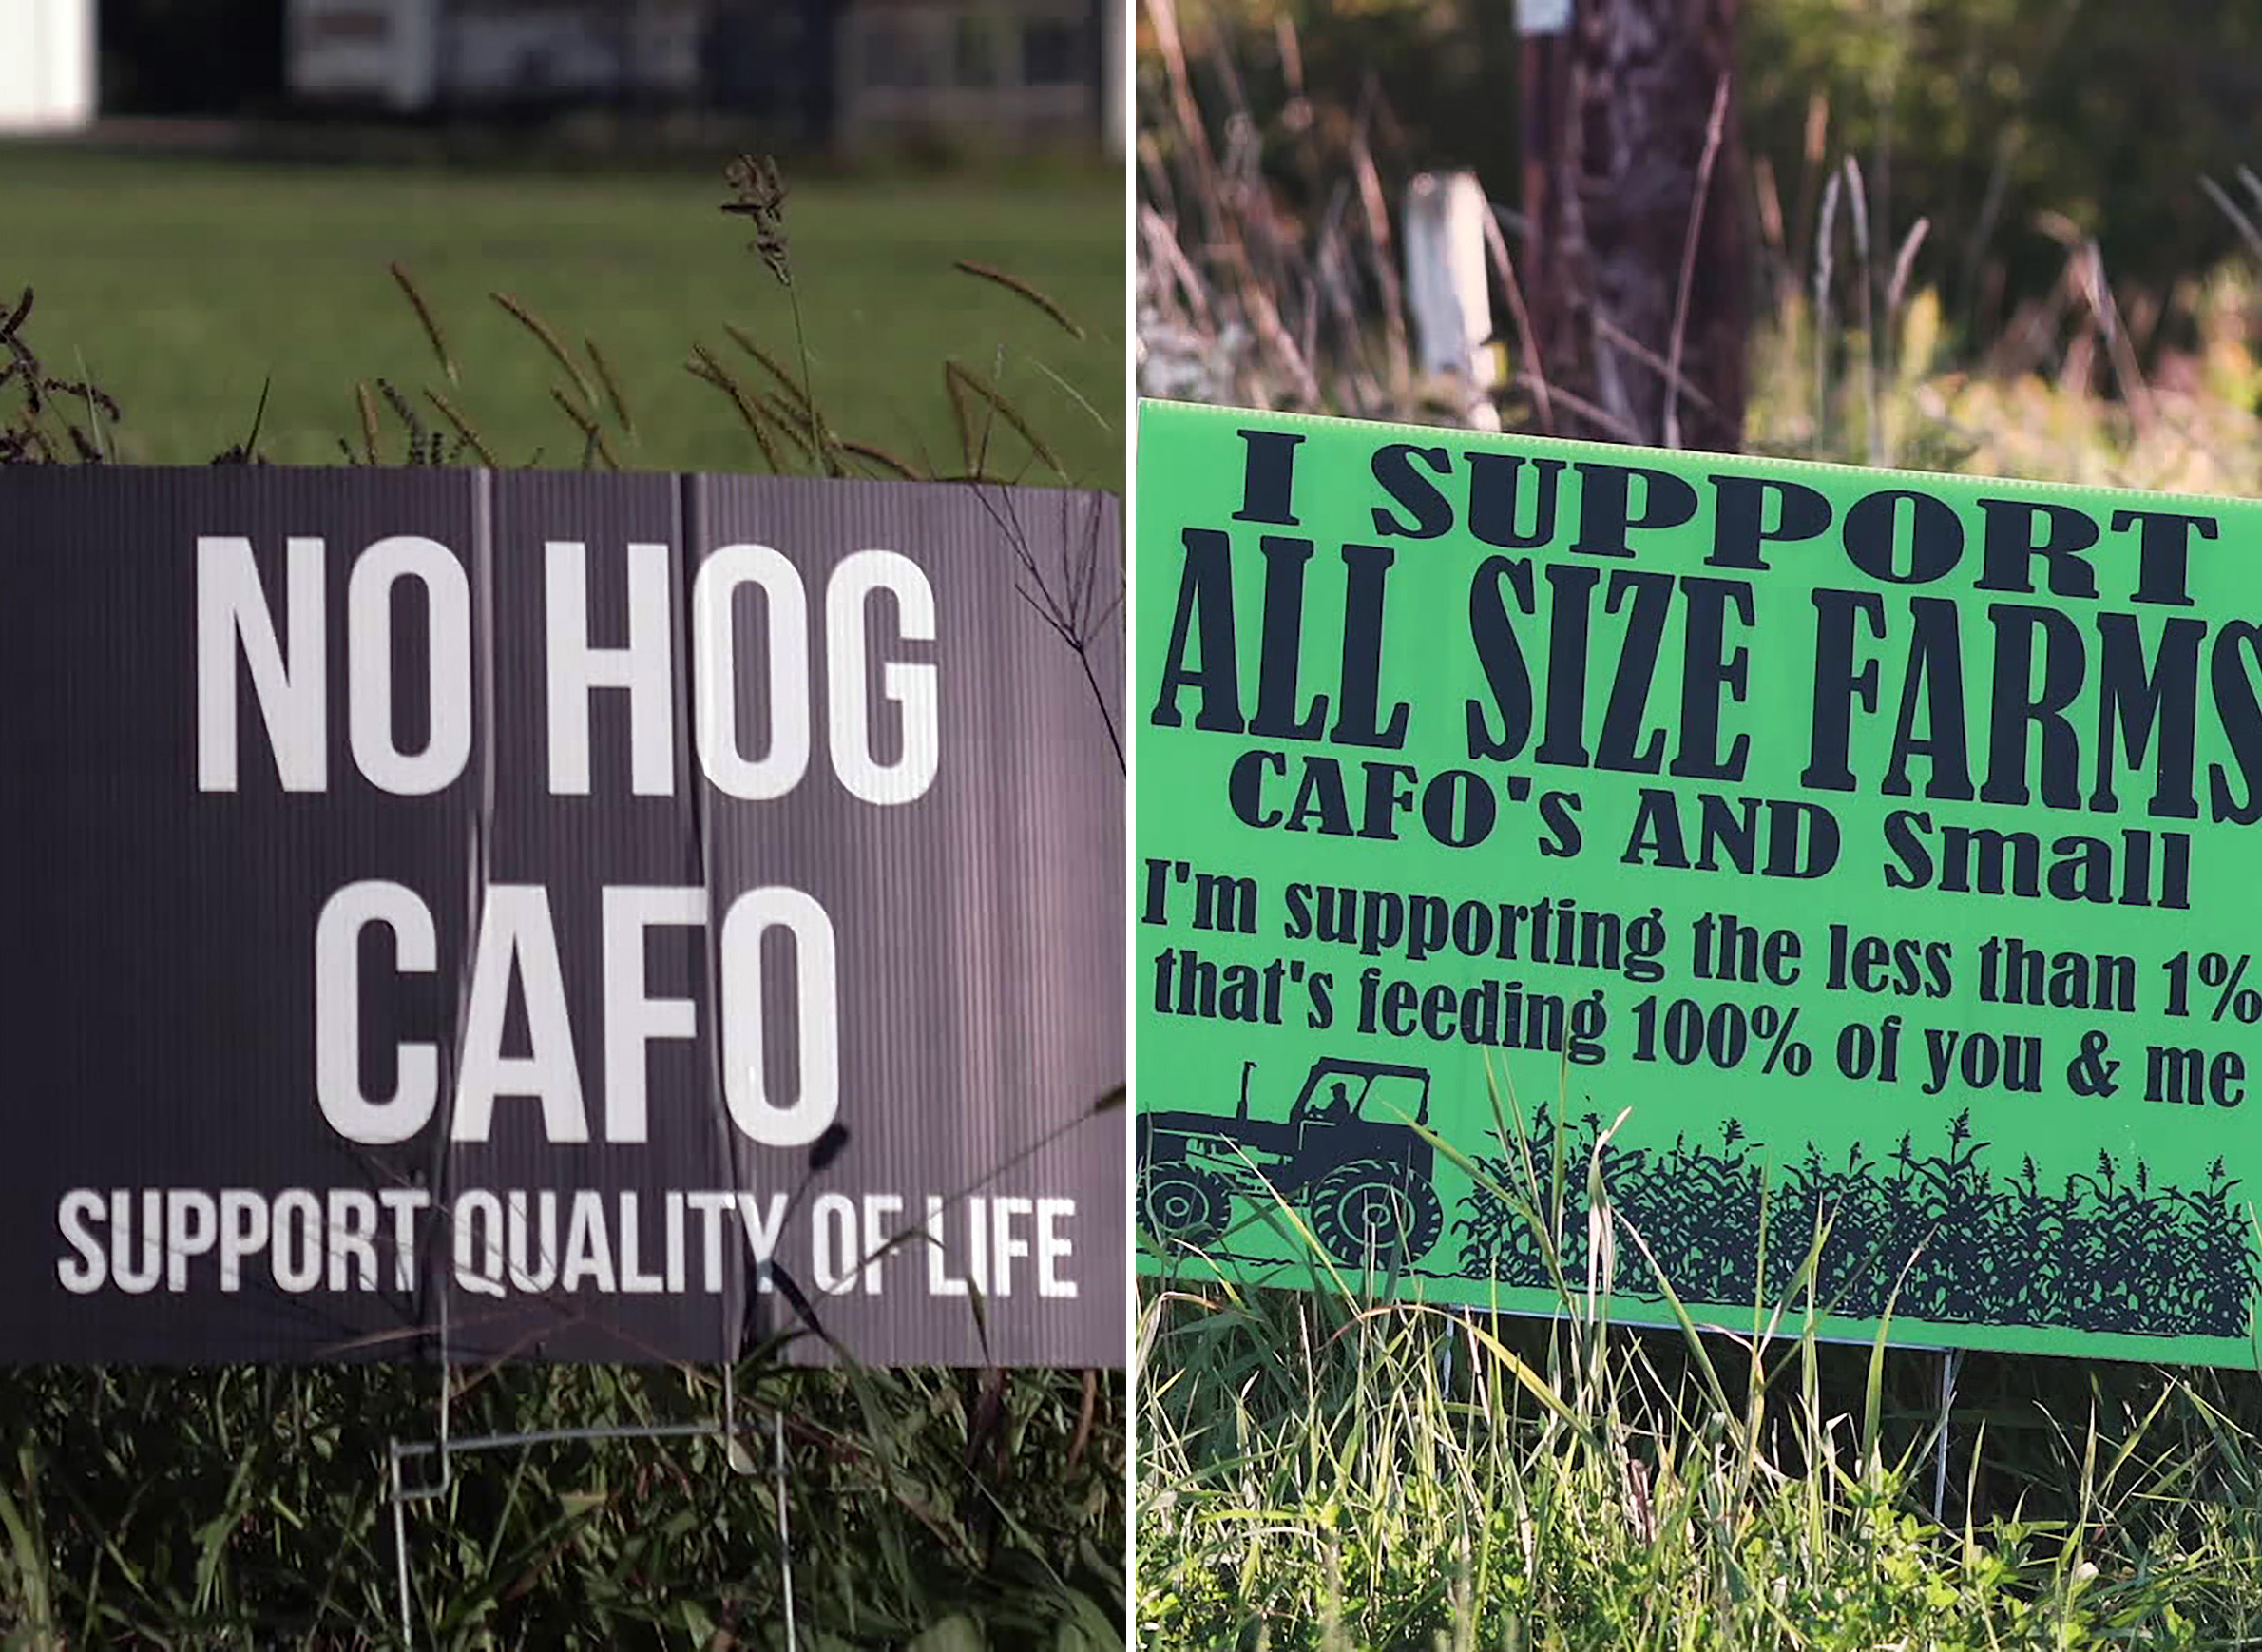 NO HOG
CAFO
SUPPORT QUALITY OF LIFE
I SUPPORT
ALL SIZE FARMS
CAFO's AND Small
I'm supporting the less than 1%
that's feeding 100% of you & me